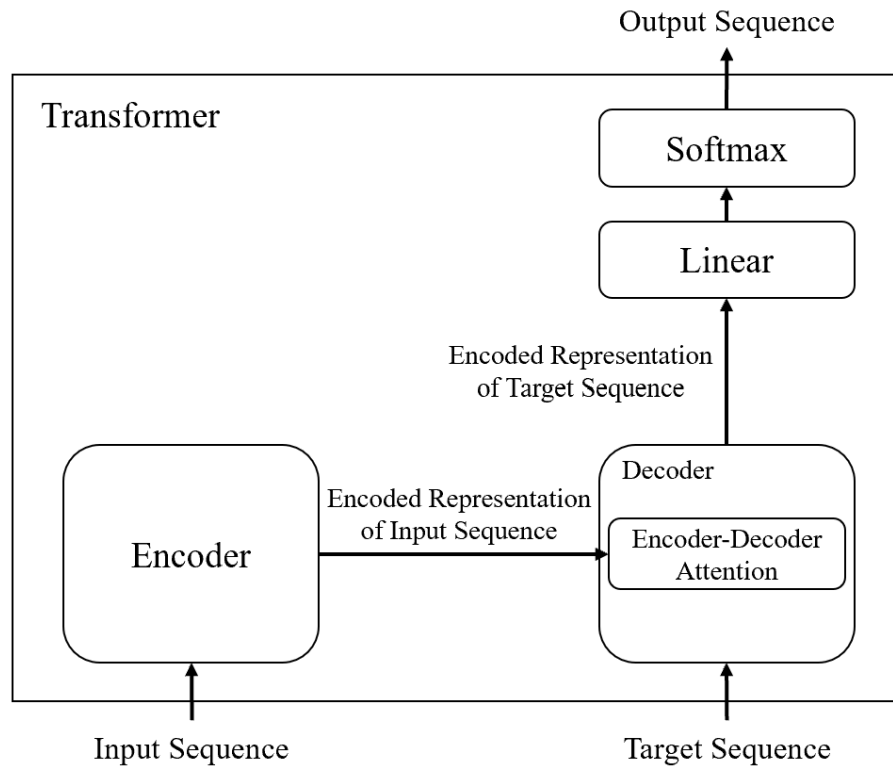 Output Sequence
Transformer
Softmax
Linear
Encoded Representation
of Target Sequence
Decoder
Encoded Representation
of Input Sequence
Encoder-Decoder
Attention
Encoder
Input Sequence
Target Sequence